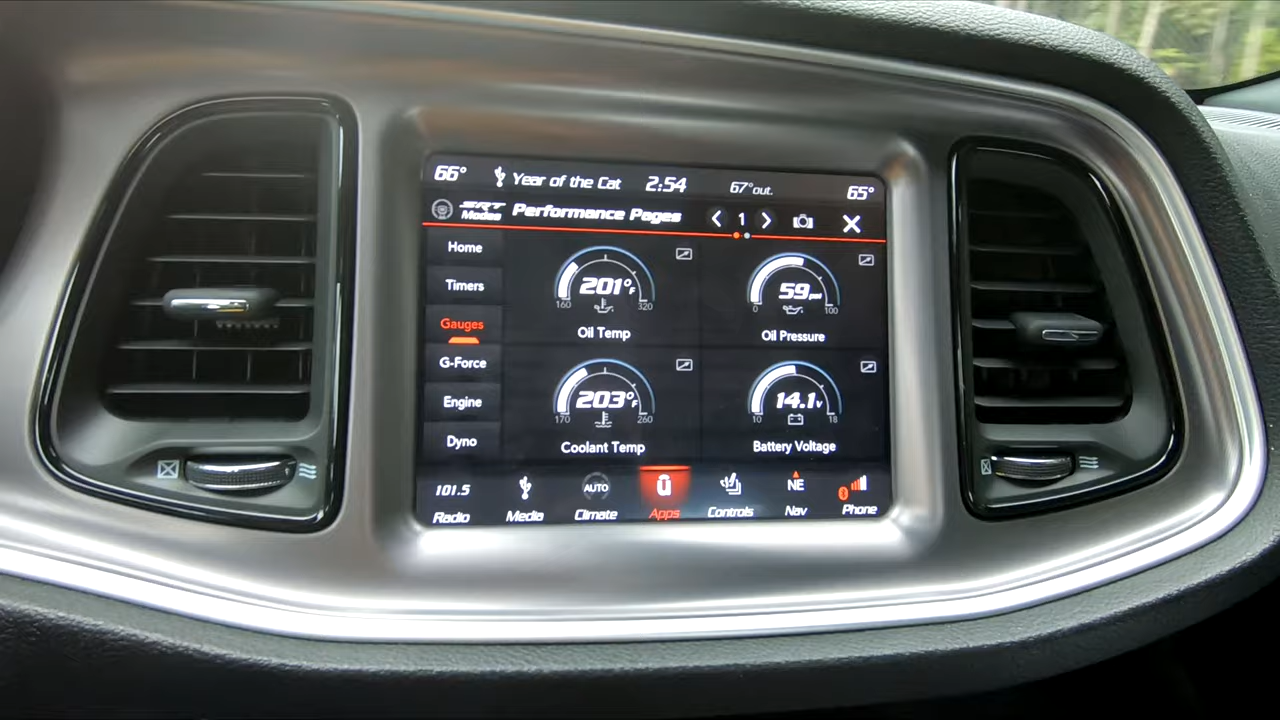 66° Year of the Cat 2:54 67°out. 65°
SRT Modes Performance Pages 1
Home
Timers
Gauges
G-Force
Engine
Dyno
201°F
160 320
Oil Temp
59 psi
0 100
Oil Pressure
203°F
170 260
Coolant Temp
14.1v
10 18
Battery Voltage
101.5 AUTO NE
Radio Media Climate Apps Controls Nav Phone